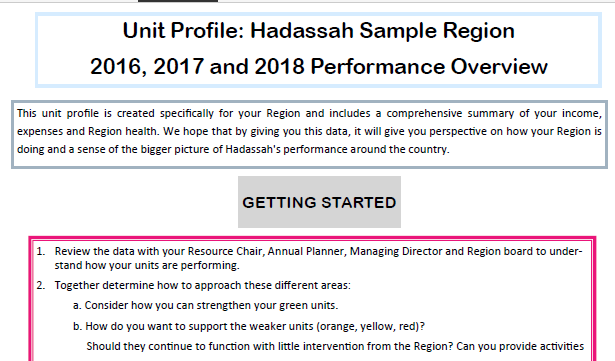 Unit Profile: Hadassah Sample Region
2016, 2017 and 2018 Performance Overview
This unit profile is created specifically for your Region and includes a comprehensive summary of your income,
expenses and Region health. We hope that by giving you this data, it will give you perspective on how your Region is
doing and a sense of the bigger picture of Hadassah's performance around the country.
GETTING STARTED
1. Review the data with your Resource Chair, Annual Planner, Managing Director and Region board to under-
stand how your units are performing.
2. Together determine how to approach these different areas:
a. Consider how you can strengthen your green units.
b. How do you want to support the weaker units (orange, yellow, red)?
Should they continue to function with little intervention from the Region? Can you provide activities